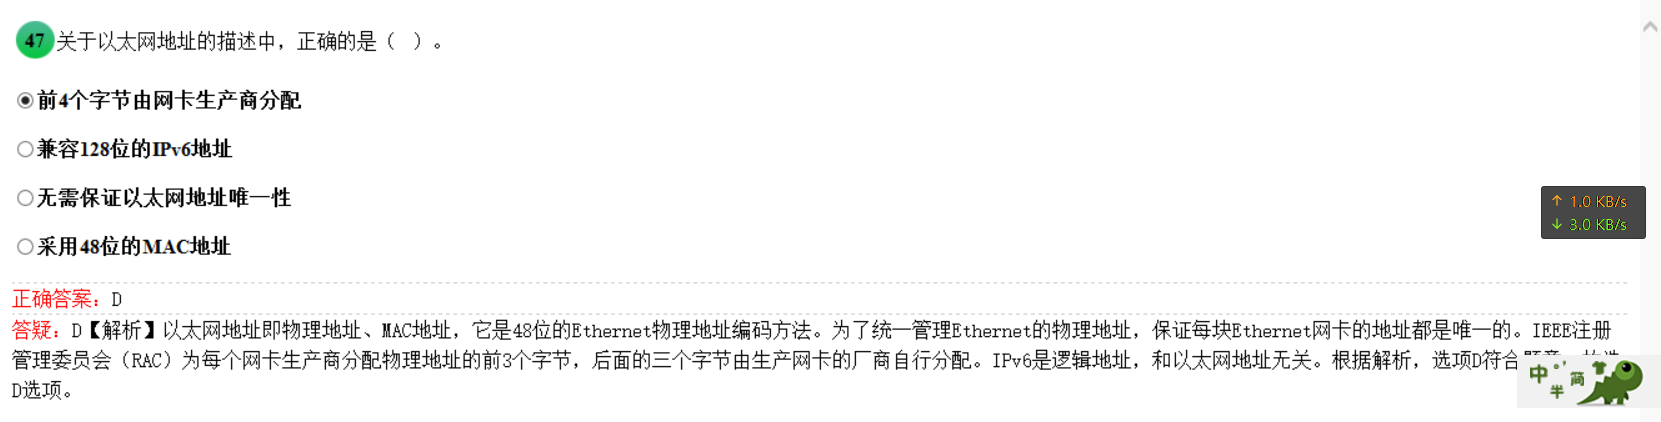 47 关于以太网地址的描述中，正确的是（ ）。
前4个字节由网卡生产商分配
兼容128位的IPv6地址
无需保证以太网地址唯一性
↑ 1.0 KB/s
↓ 3.0 KB/s
采用48位的MAC地址
正确答案：D
答疑：D【解析】以太网地址即物理地址、MAC地址，它是48位的Ethernet物理地址编码方法。为了统一管理Ethernet的物理地址，保证每块Ethernet网卡的地址都是唯一的。IEEE注册
管理委员会（RAC）为每个网卡生产商分配物理地址的前3个字节，后面的三个字节由生产网卡的厂商自行分配。IPv6是逻辑地址，和以太网地址无关。根据解析，选项D符合
D选项。
中 简
半